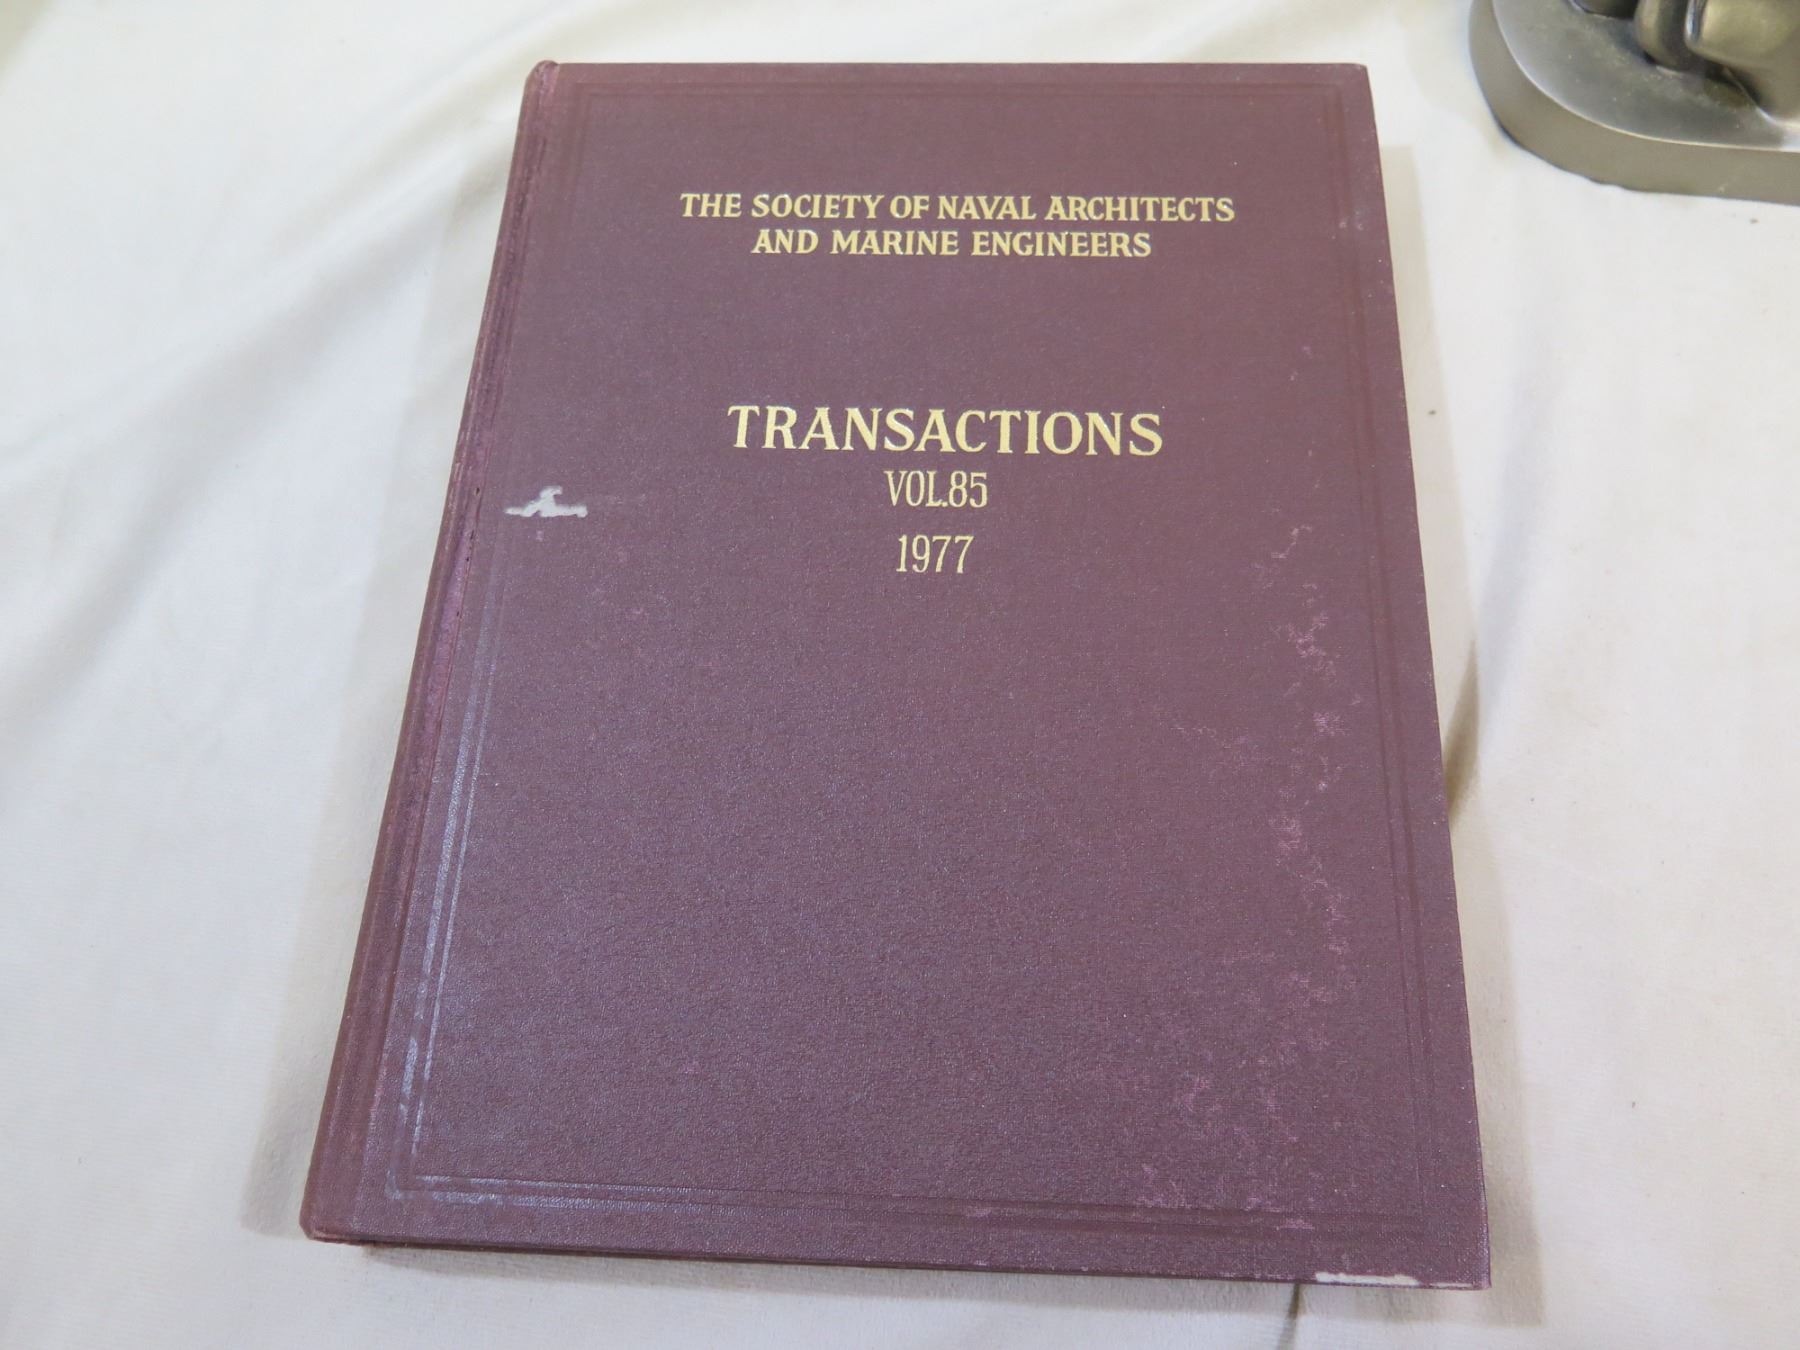 THE SOCIETY OF NAVAL ARCHITECTS
AND MARINE ENGINEERS
TRANSACTIONS
VOL.85
1977